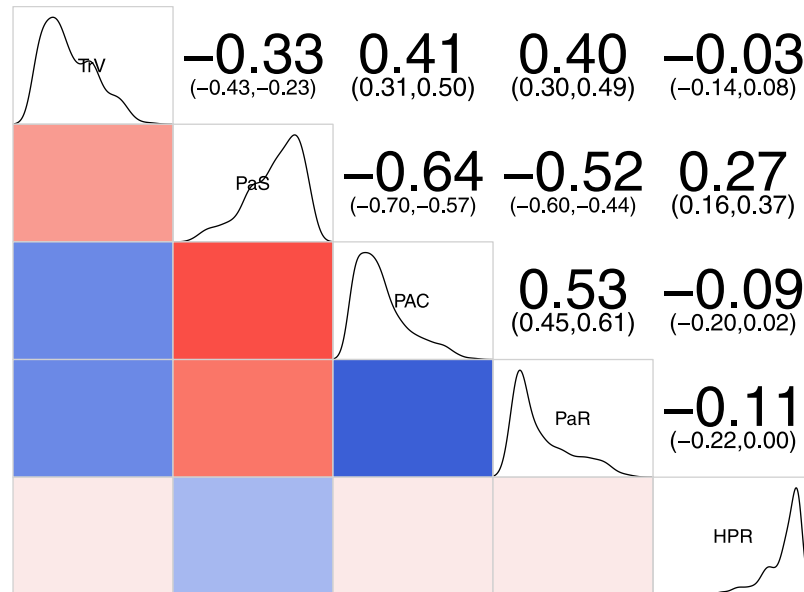 TrV
−0.33 0.41 0.40 −0.03
(−0.43,−0.23) (0.31,0.50) (0.30,0.49) (−0.14,0.08)
PaS
−0.64 −0.52 0.27
(−0.70,−0.57) (−0.60,−0.44) (0.16,0.37)
PAC
0.53 −0.09
(0.45,0.61) (−0.20,0.02)
PaR
−0.11
(−0.22,0.00)
HPR